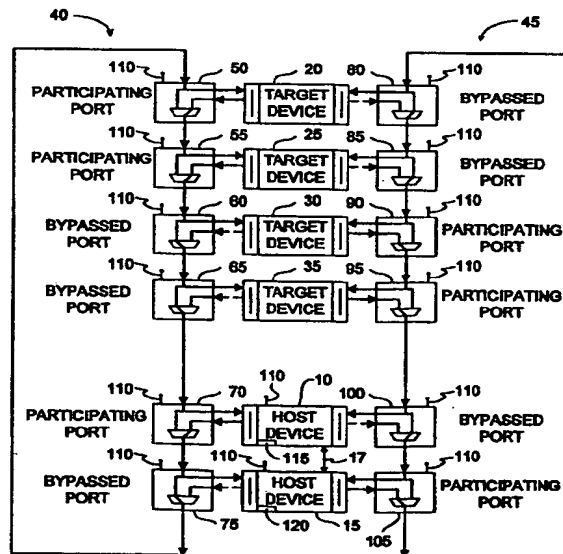 40 45
110 50 20 80 110
PARTICIPATING PORT TARGET DEVICE BYPASSED PORT
110 55 25 85 110
PARTICIPATING PORT TARGET DEVICE BYPASSED PORT
110 60 30 90 110
BYPASSED PORT TARGET DEVICE PARTICIPATING PORT
110 65 35 95 110
BYPASSED PORT TARGET DEVICE PARTICIPATING PORT
110 70 110 10 100 110
PARTICIPATING PORT HOST DEVICE BYPASSED PORT
110 110 115 17 110
BYPASSED PORT HOST DEVICE PARTICIPATING PORT
75 120 15 105